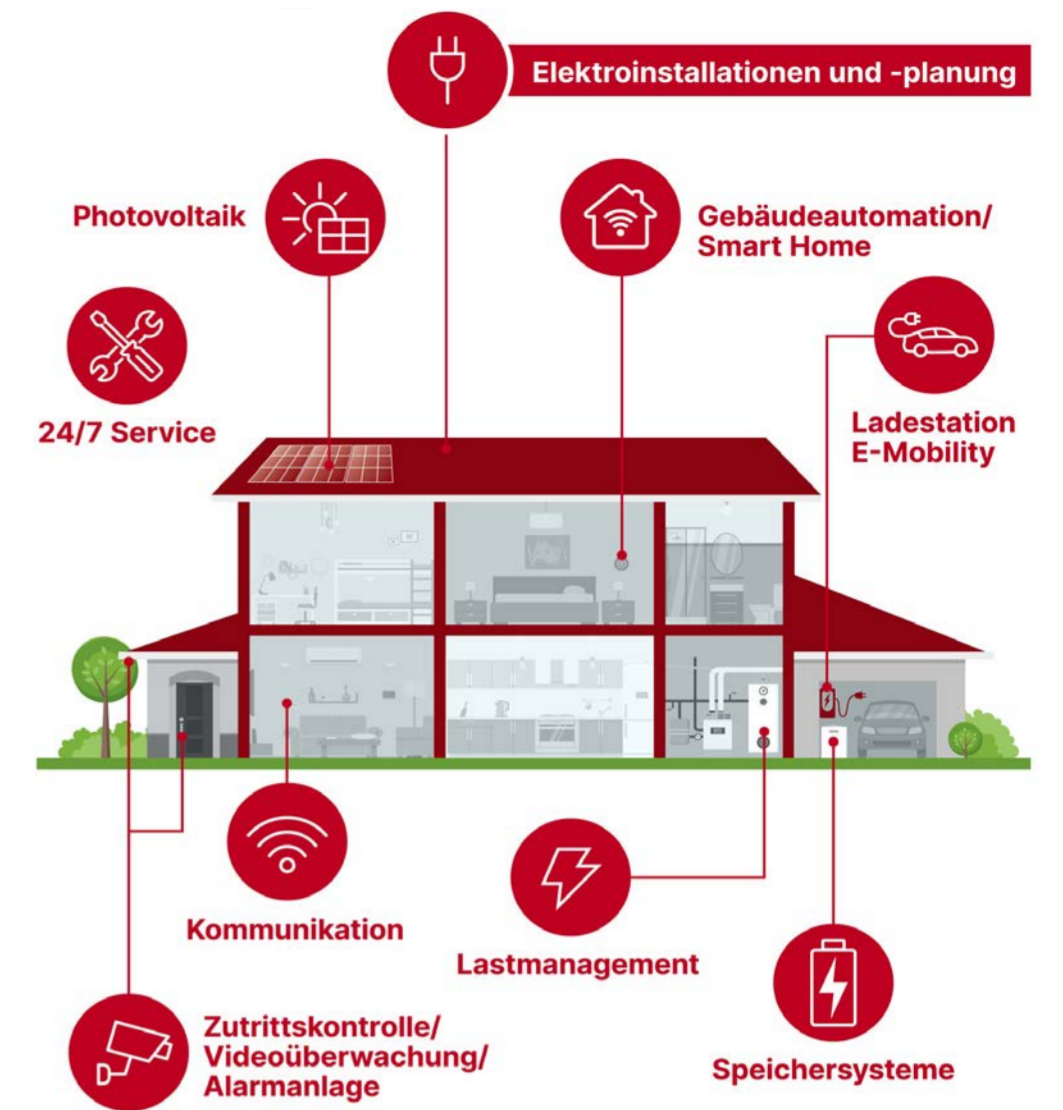 Elektroinstallationen und -planung
Photovoltaik
Gebäudeautomation/
Smart Home
24/7 Service
Ladestation
E-Mobility
Kommunikation
Lastmanagement
Zutrittskontrolle/
Videoüberwachung/
Alarmanlage
Speichersysteme